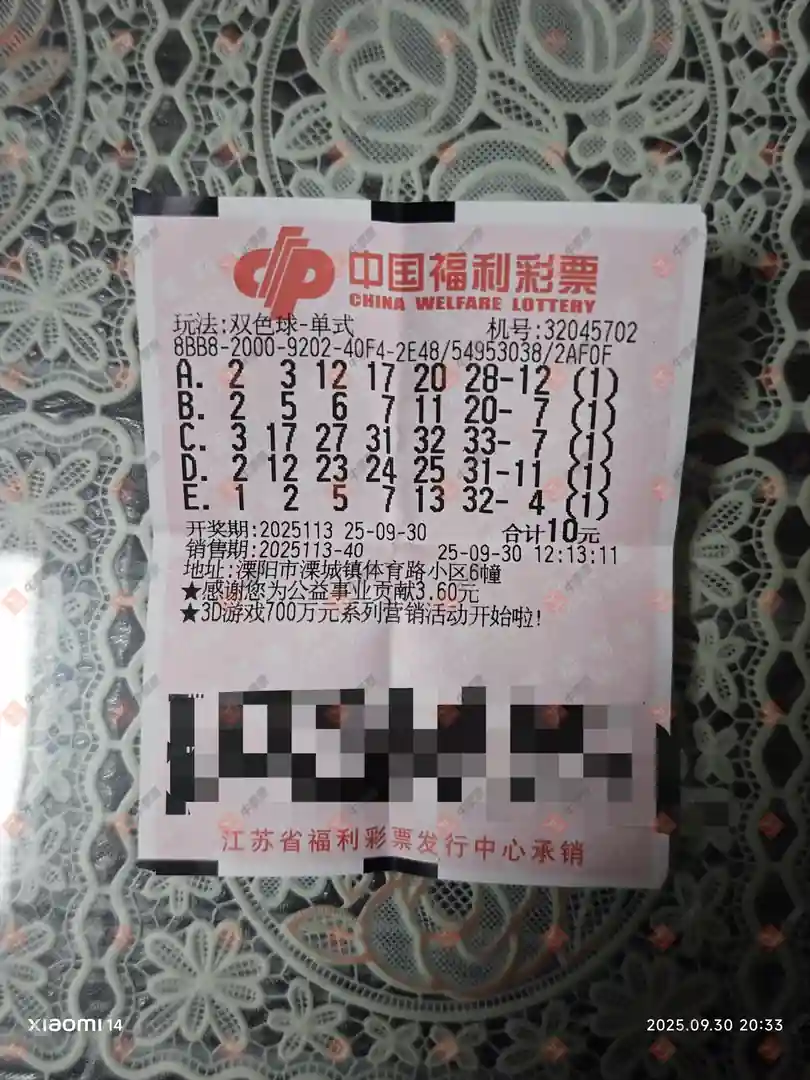 中国福利彩票
CHINA WELFARE LOTTERY
玩法:双色球-单式 机号:32045702
8BB8-2000-9202-40F4-2E48/54953038/2AF0F
A. 2 3 12 17 20 28-12 (1)
B. 2 5 6 7 11 20- 7 (1)
C. 3 17 27 31 32 33- 7 (1)
D. 2 12 23 24 25 31-11 (1)
E. 1 2 5 7 13 32- 4 (1)
开奖期:2025113 25-09-30 合计10元
销售期:2025113-40 25-09-30 12:13:11
地址:溧阳市溧城镇体育路小区6幢
★感谢您为公益事业贡献3.60元
★3D游戏700万元系列营销活动开始啦!
江苏省福利彩票发行中心承销
XIAOMI 14 2025.09.30 20:33